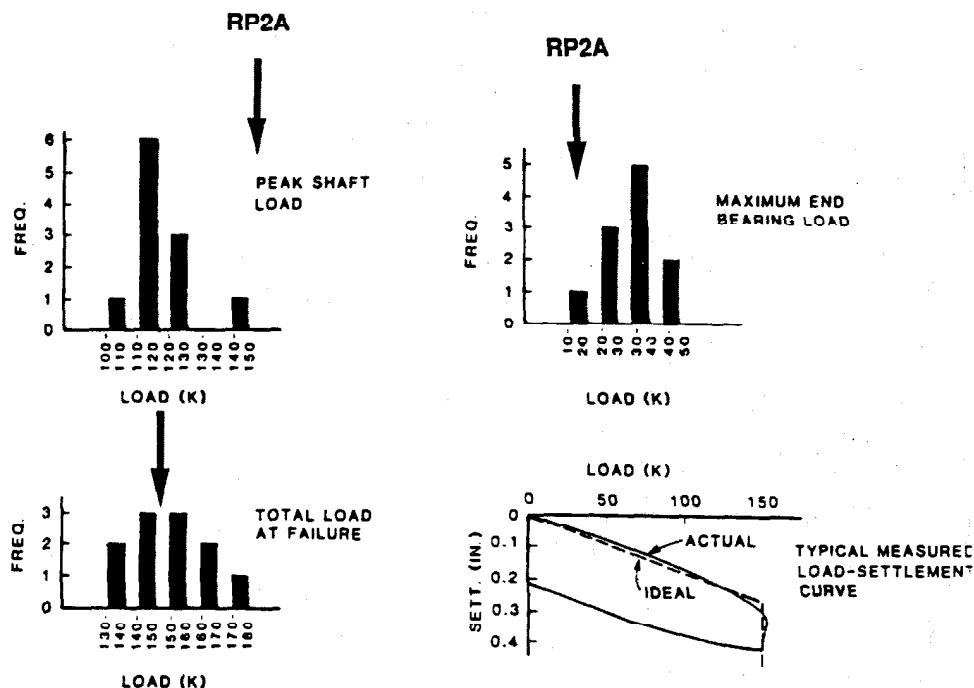 RP2A
6
5
4
3
2
1
0
FREQ.
PEAK SHAFT
LOAD
100-110
110-120
120-130
130-140
140-150
LOAD (K)
RP2A
5
4
3
2
1
0
FREQ.
MAXIMUM END
BEARING LOAD
10-20
20-30
30-43
40-50
LOAD (K)
3
2
1
0
FREQ.
TOTAL LOAD
AT FAILURE
130-140
140-150
150-160
160-170
170-180
LOAD (K)
LOAD (K)
0 50 100 150
0
0.1
0.2
0.3
0.4
SETT. (IN.)
ACTUAL
IDEAL
TYPICAL MEASURED
LOAD-SETTLEMENT
CURVE